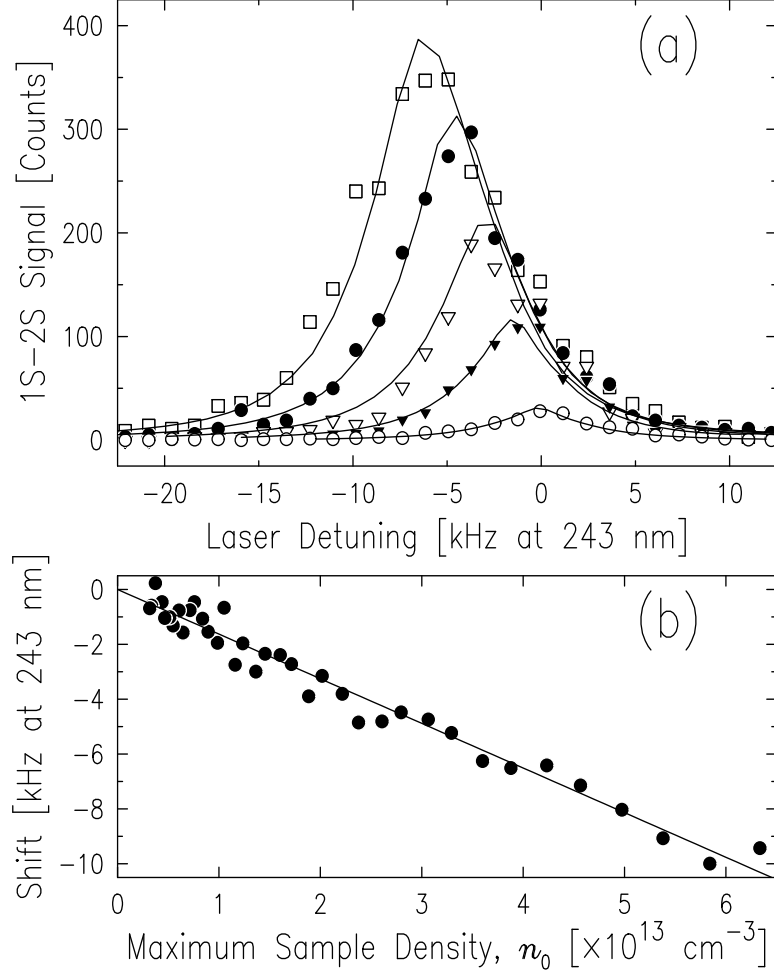 (a)
1S−2S Signal [Counts]
400
300
200
100
0
−20 −15 −10 −5 0 5 10
Laser Detuning [kHz at 243 nm]
(b)
Shift [kHz at 243 nm]
0
−2
−4
−6
−8
−10
0 1 2 3 4 5 6
Maximum Sample Density, n₀ [×10¹³ cm⁻³]